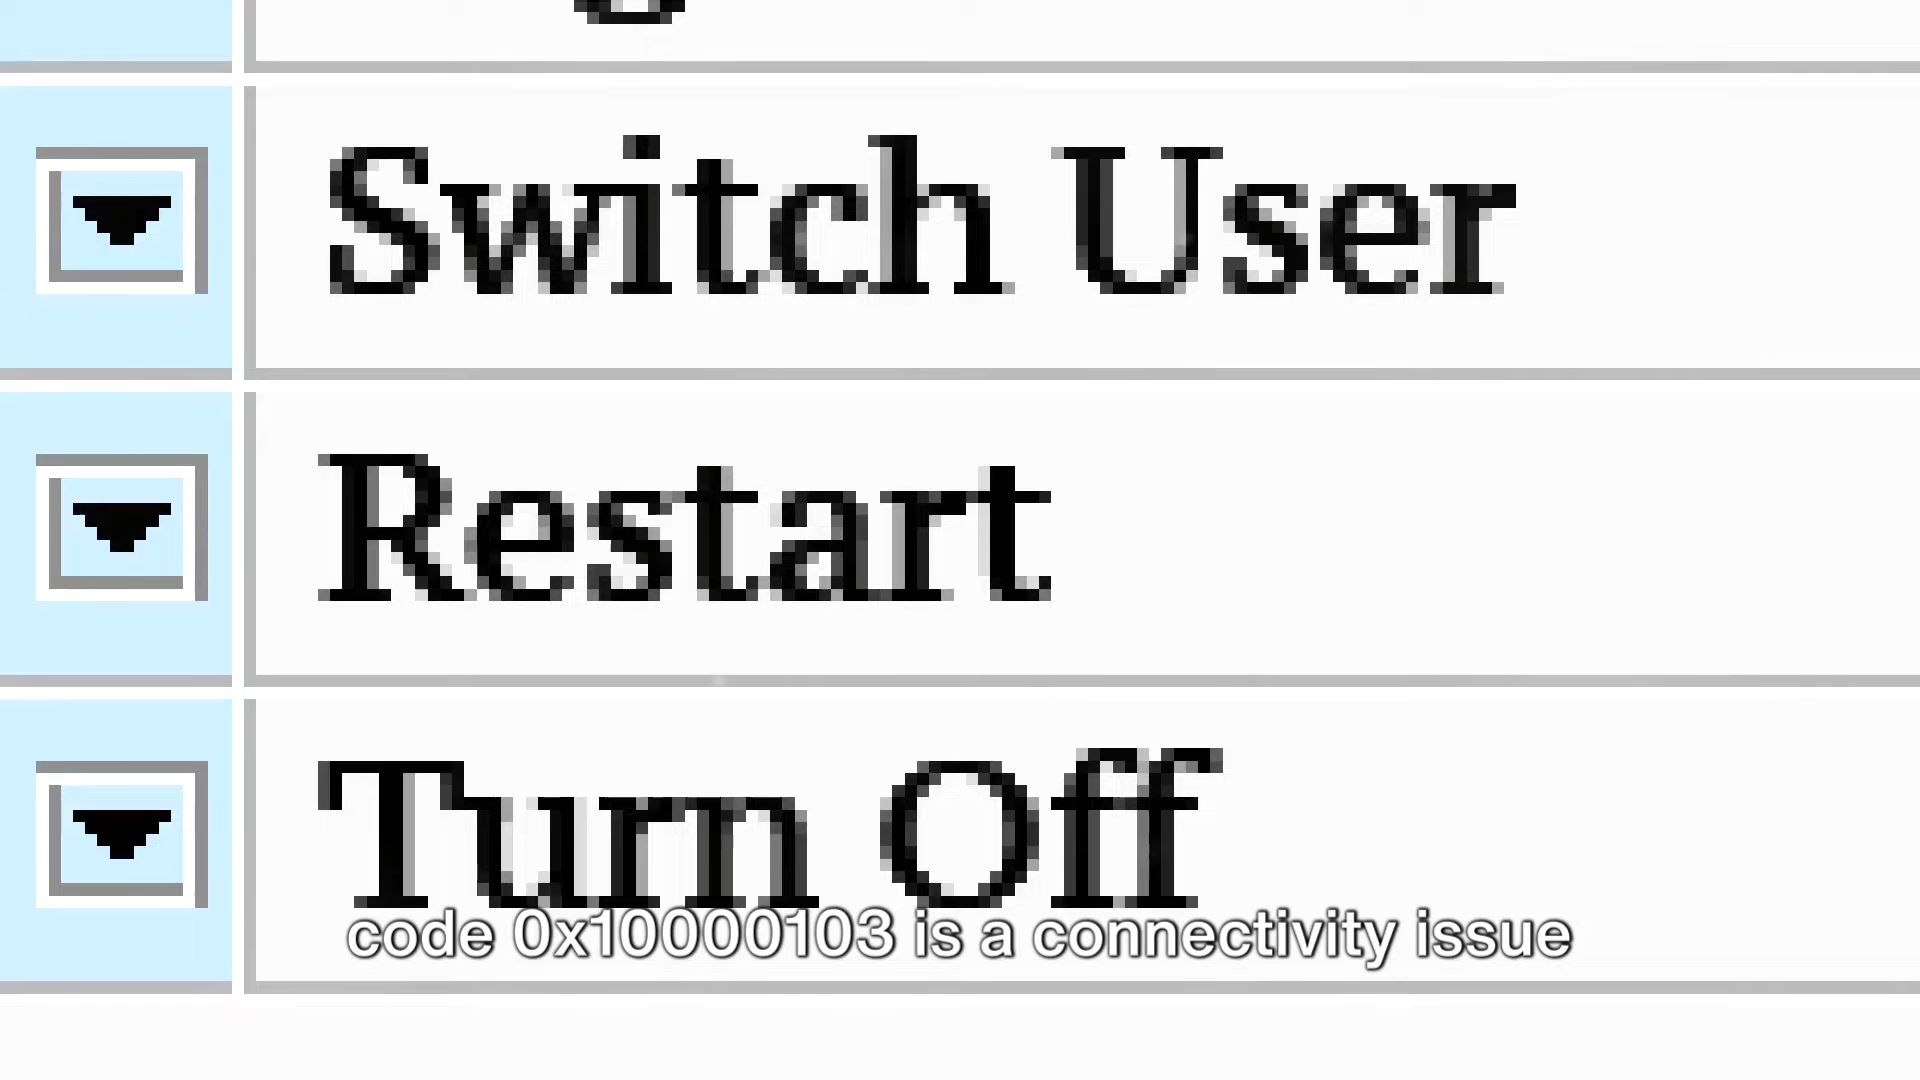 Switch User
Restart
Turn Off
code 0x10000103 is a connectivity issue